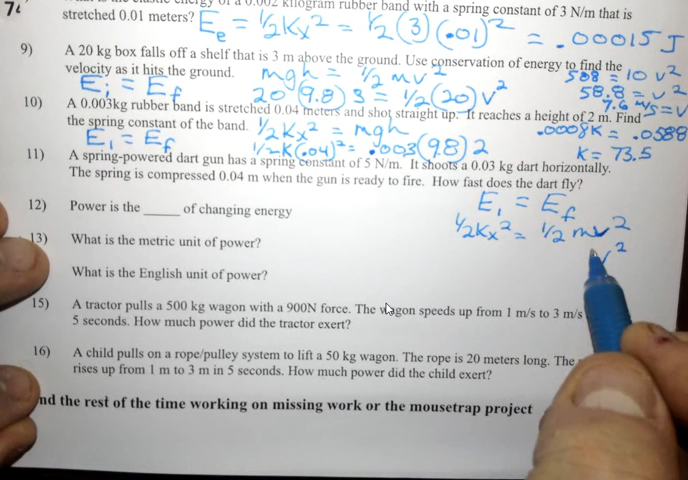 stretched 0.01 meters? Ee = 1/2Kx² = 1/2(3)(.01)² = .00015 J
9) A 20 kg box falls off a shelf that is 3 m above the ground. Use conservation of energy to find the
velocity as it hits the ground. mgh = 1/2 mv² 588 = 10 v²
Ei = Ef 20(9.8)3 = 1/2(20)v² 58.8 = v²
7.6 m/s = v
10) A 0.003kg rubber band is stretched 0.04 meters and shot straight up. It reaches a height of 2 m. Find
the spring constant of the band. 1/2Kx² = mgh .0008K = .0588
Ei = Ef 1/2K(.04)² = .003(9.8)2 K = 73.5
11) A spring-powered dart gun has a spring constant of 5 N/m. It shoots a 0.03 kg dart horizontally.
The spring is compressed 0.04 m when the gun is ready to fire. How fast does the dart fly?
Ei = Ef
12) Power is the _____ of changing energy 1/2Kx² = 1/2 mv²
13) What is the metric unit of power? v²
What is the English unit of power?
15) A tractor pulls a 500 kg wagon with a 900N force. The wagon speeds up from 1 m/s to 3 m/s
5 seconds. How much power did the tractor exert?
16) A child pulls on a rope/pulley system to lift a 50 kg wagon. The rope is 20 meters long. The
rises up from 1 m to 3 m in 5 seconds. How much power did the child exert?
nd the rest of the time working on missing work or the mousetrap project